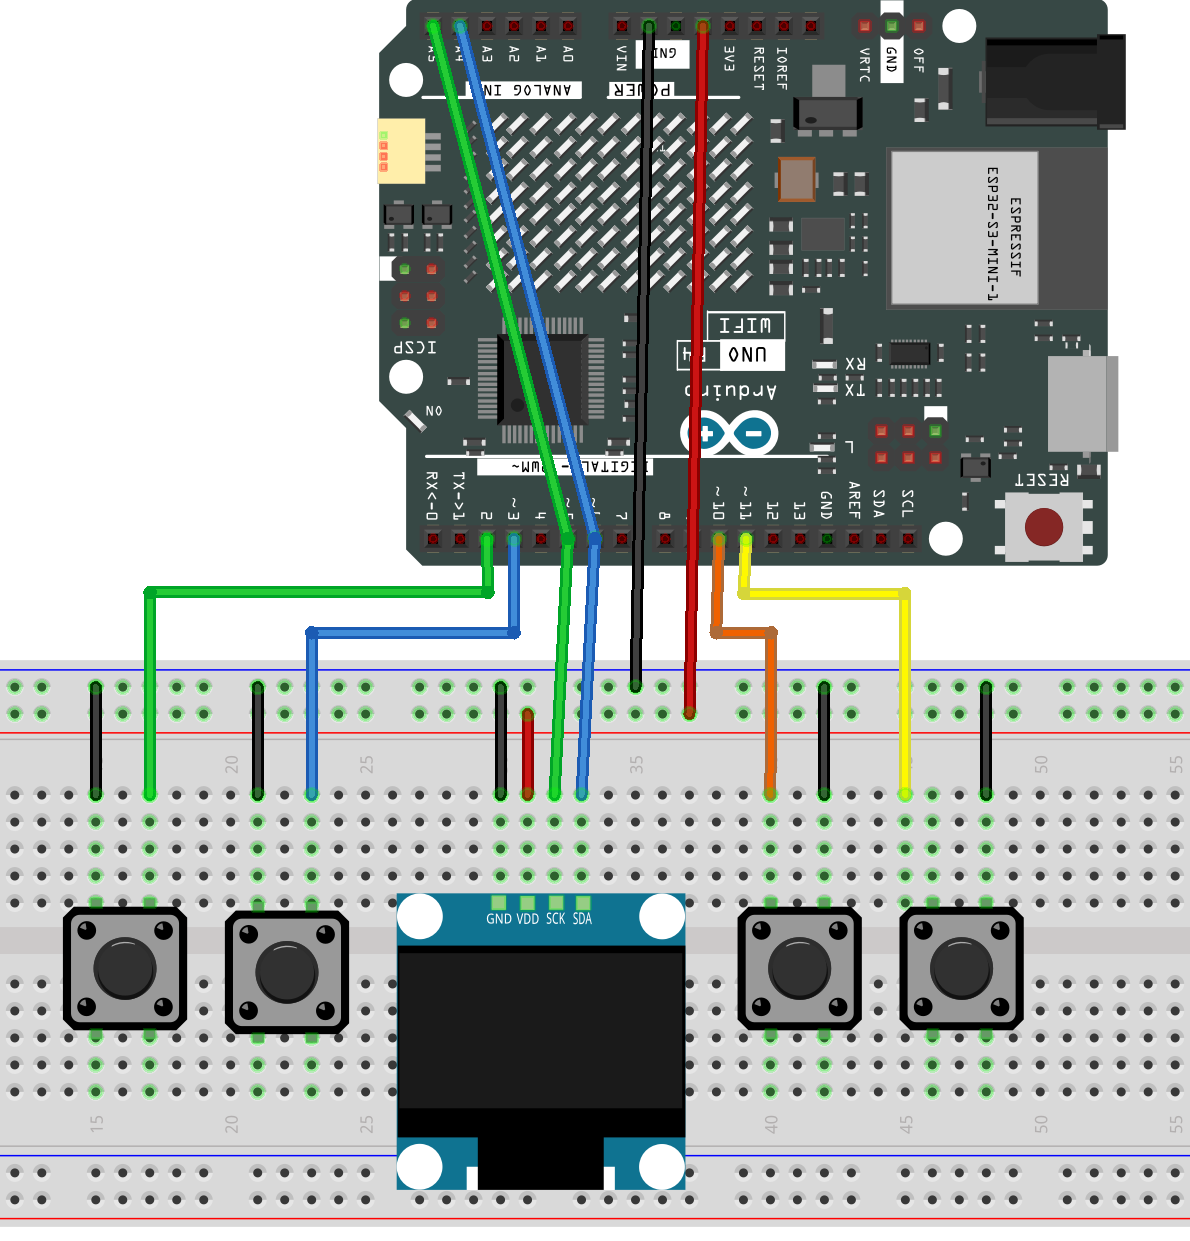 A5 A4 A3 A2 A1 A0 VIN GND 3V3 RESET IOREF
VRTC GND OFF
ANALOG IN POWER
ESP32-S3-MINI-1
ESPRESSIF
ICSP
WIFI
UNO R4
Arduino
RX
TX
ON
L
DIGITAL (PWM~
RESET
RX<-0 TX->1 2 ~3 4 ~5 ~6 7 8 ~10 ~11 12 13 GND AREF SDA SCL
20 25 35 50 55
GND VDD SCK SDA
15 20 25 40 45 50 55